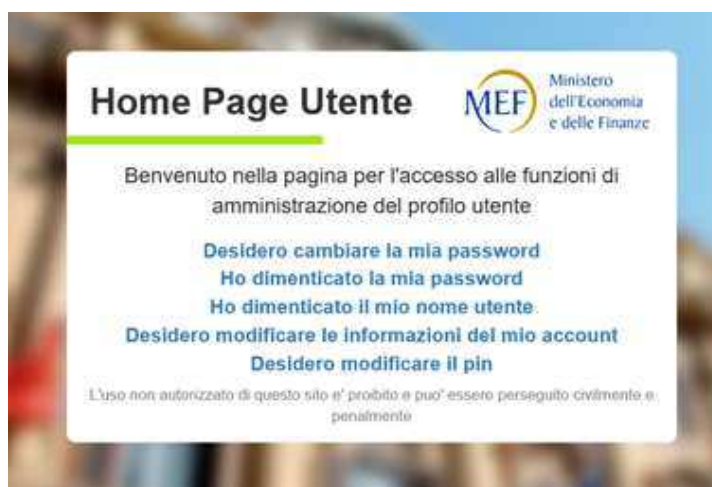 Home Page Utente
MEF
Ministero
dell'Economia
e delle Finanze
Benvenuto nella pagina per l'accesso alle funzioni di
amministrazione del profilo utente
Desidero cambiare la mia password
Ho dimenticato la mia password
Ho dimenticato il mio nome utente
Desidero modificare le informazioni del mio account
Desidero modificare il pin
L'uso non autorizzato di questo sito e' proibito e puo' essere perseguito civilmente e
penalmente